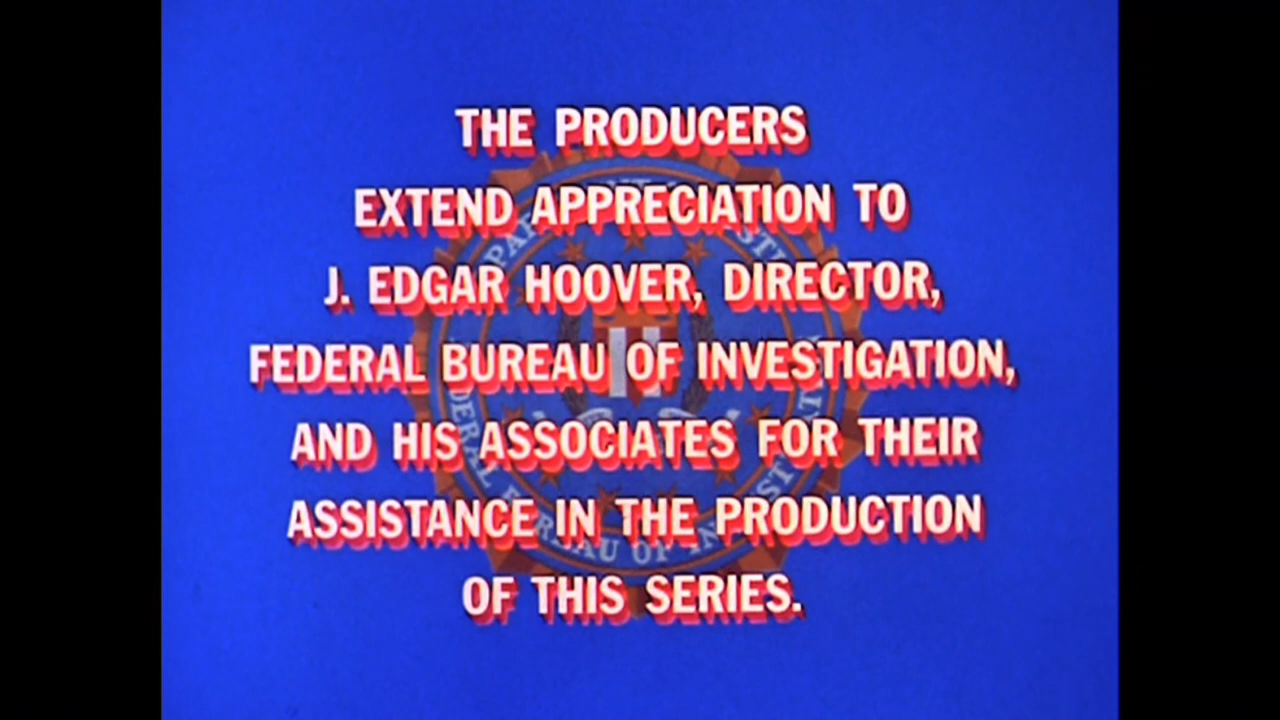 THE PRODUCERS
EXTEND APPRECIATION TO
J. EDGAR HOOVER, DIRECTOR,
FEDERAL BUREAU OF INVESTIGATION,
AND HIS ASSOCIATES FOR THEIR
ASSISTANCE IN THE PRODUCTION
OF THIS SERIES.